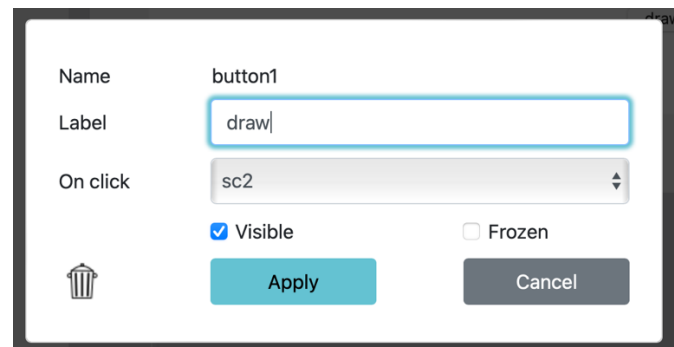 Name button1
Label draw
On click sc2
Visible Frozen
Apply Cancel